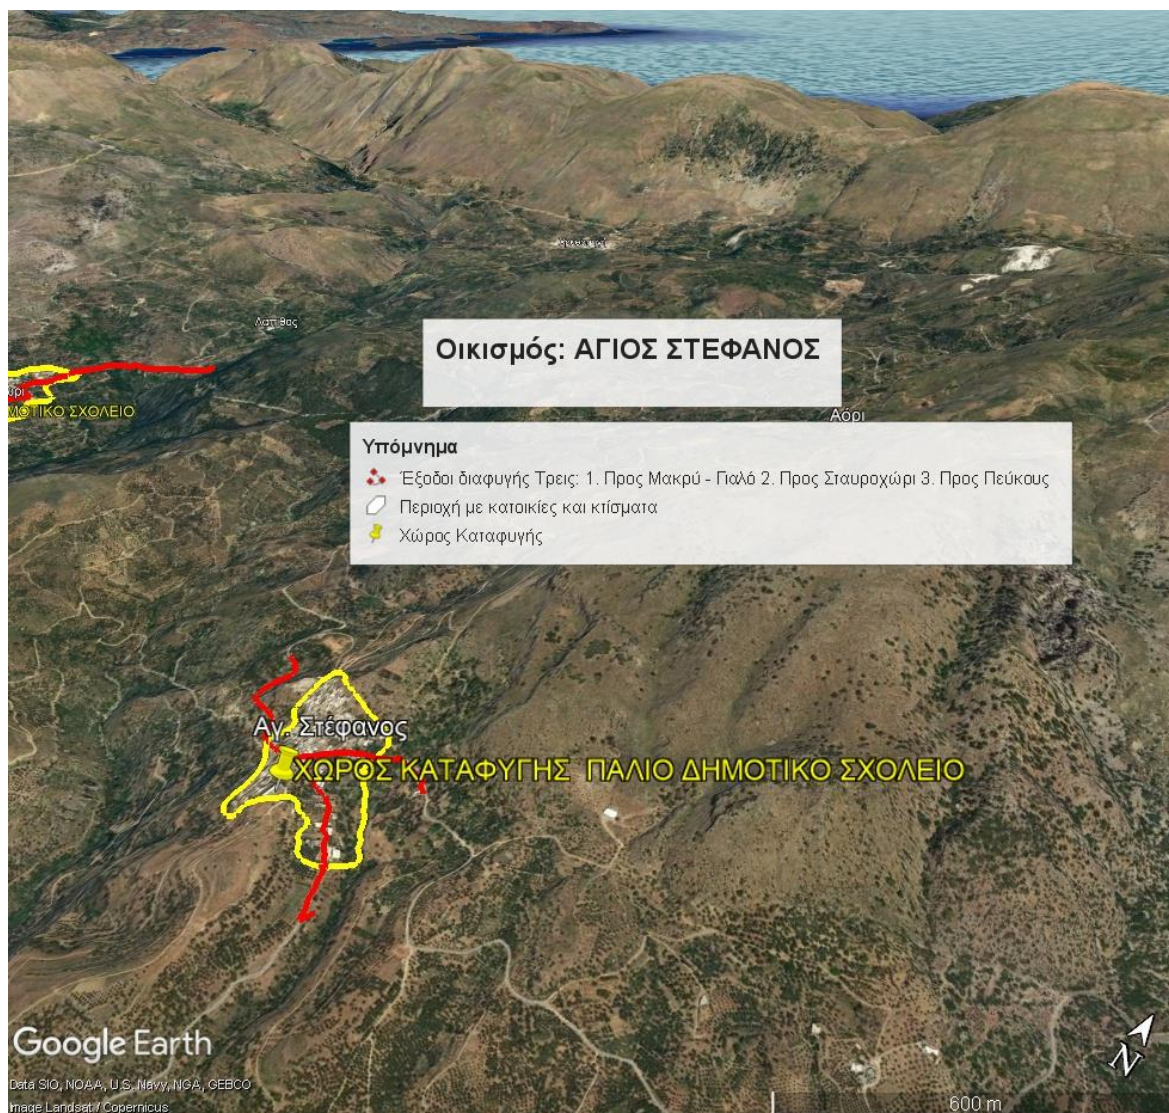 Λαπιθος
Οικισμός: ΑΓΙΟΣ ΣΤΕΦΑΝΟΣ
ύρι
ΜΟΤΙΚΟ ΣΧΟΛΕΙΟ
Αόρι
Υπόμνημα
Έξοδοι διαφυγής Τρεις: 1. Προς Μακρύ - Γιαλό 2. Προς Σταυροχώρι 3. Προς Πεύκους
Περιοχή με κατοικίες και κτίσματα
Χώρος Καταφυγής
Αγ. Στέφανος
ΧΩΡΟΣ ΚΑΤΑΦΥΓΗΣ ΠΑΛΙΟ ΔΗΜΟΤΙΚΟ ΣΧΟΛΕΙΟ
Google Earth
Data SIO, NOAA, U.S. Navy, NGA, GEBCO
Image Landsat / Copernicus
N
600 m